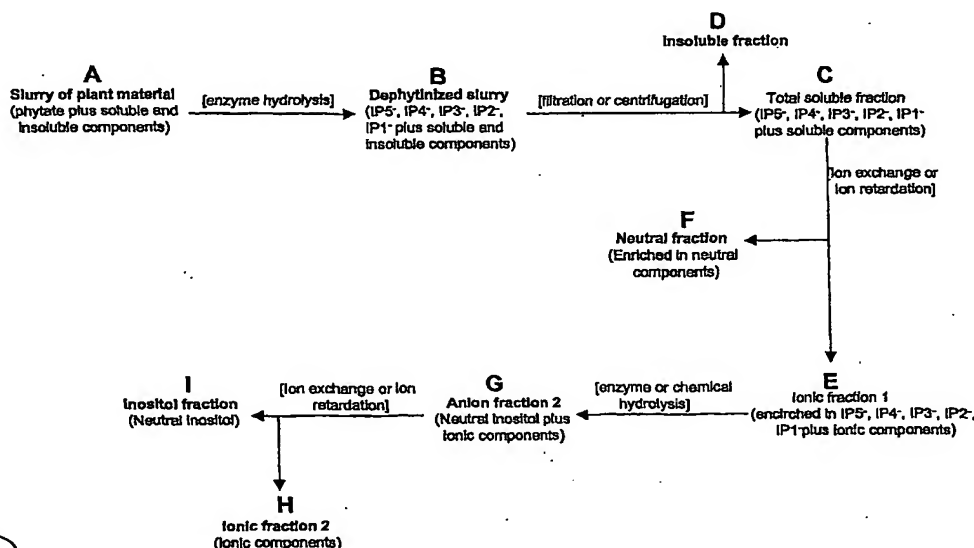 A
Slurry of plant material
(phytate plus soluble and
insoluble components)
[enzyme hydrolysis]
B
Dephytinized slurry
(IP5-, IP4-, IP3-, IP2-,
IP1- plus soluble and
insoluble components)
[filtration or centrifugation]
D
Insoluble fraction
C
Total soluble fraction
(IP5-, IP4-, IP3-, IP2-, IP1-
plus soluble components)
[ion exchange or
ion retardation]
F
Neutral fraction
(Enriched in neutral
components)
E
Ionic fraction 1
(encirched in IP5-, IP4-, IP3-, IP2-,
IP1- plus ionic components)
[enzyme or chemical
hydrolysis]
G
Anion fraction 2
(Neutral inositol plus
ionic components)
[ion exchange or ion
retardation]
I
Inositol fraction
(Neutral inositol)
H
Ionic fraction 2
(ionic components)